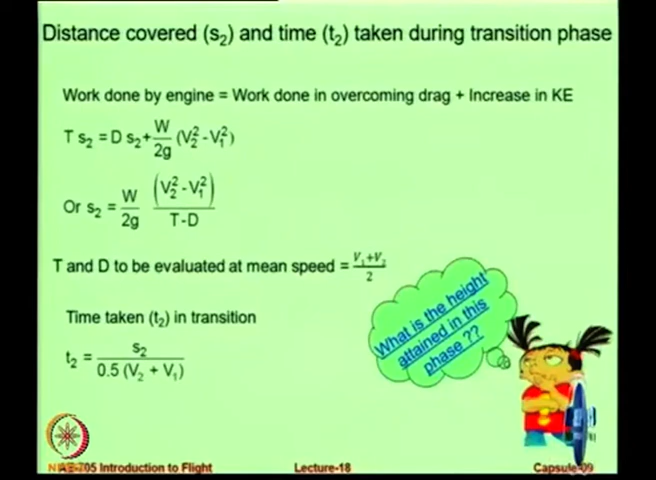 Distance covered (s₂) and time (t₂) taken during transition phase
Work done by engine = Work done in overcoming drag + Increase in KE
T s₂ = D s₂ + W/2g (V₂² - V₁²)
Or s₂ = W/2g (V₂² - V₁²)/T-D
T and D to be evaluated at mean speed = V₁+V₂/2
Time taken (t₂) in transition
t₂ = s₂/0.5 (V₂ + V₁)
What is the height
attained in this
phase ??
705 Introduction to Flight
Lecture-18
Capsule-09